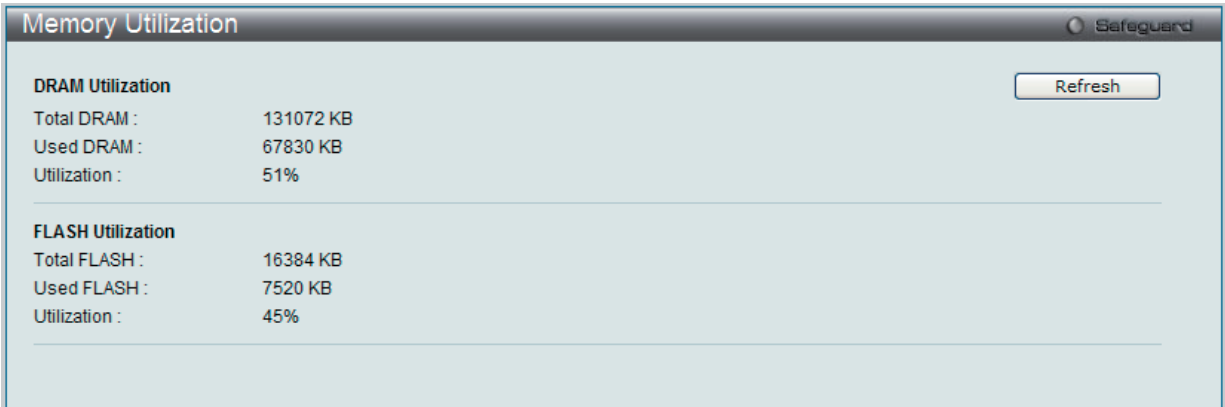 Memory Utilization
Safeguard
DRAM Utilization
Refresh
Total DRAM : 131072 KB
Used DRAM : 67830 KB
Utilization : 51%
FLASH Utilization
Total FLASH : 16384 KB
Used FLASH : 7520 KB
Utilization : 45%